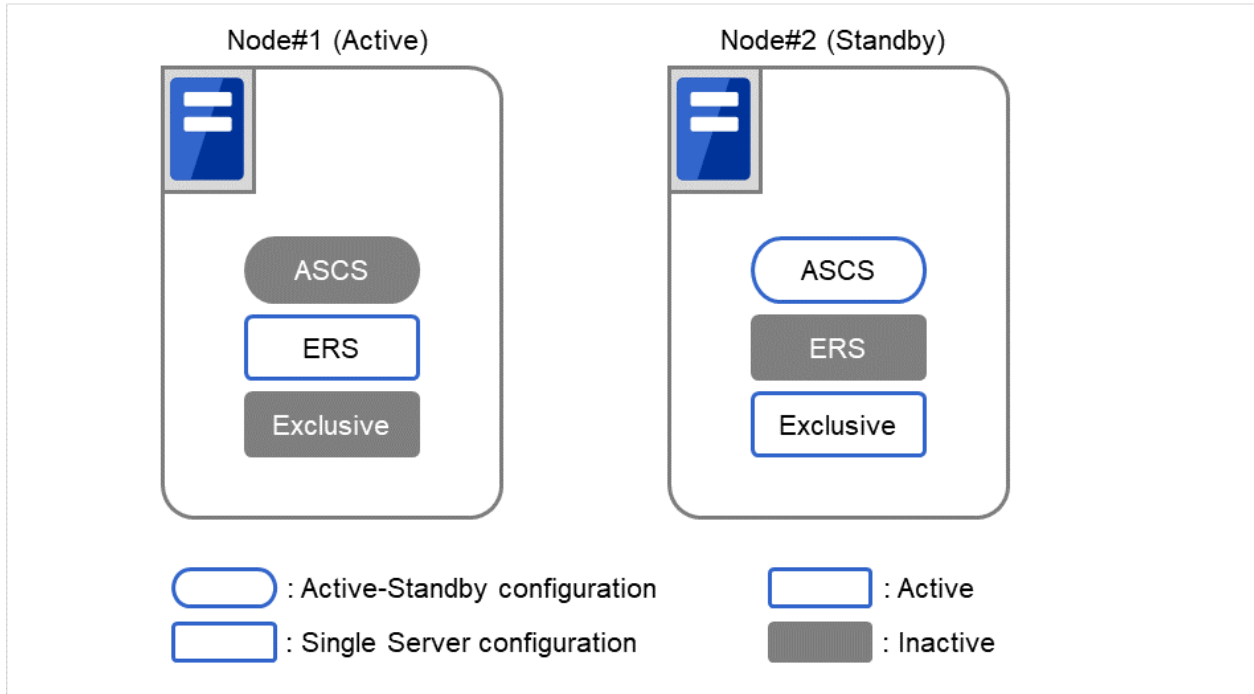 Node#1 (Active)
Node#2 (Standby)
ASCS
ERS
Exclusive
ASCS
ERS
Exclusive
: Active-Standby configuration
: Active
: Single Server configuration
: Inactive